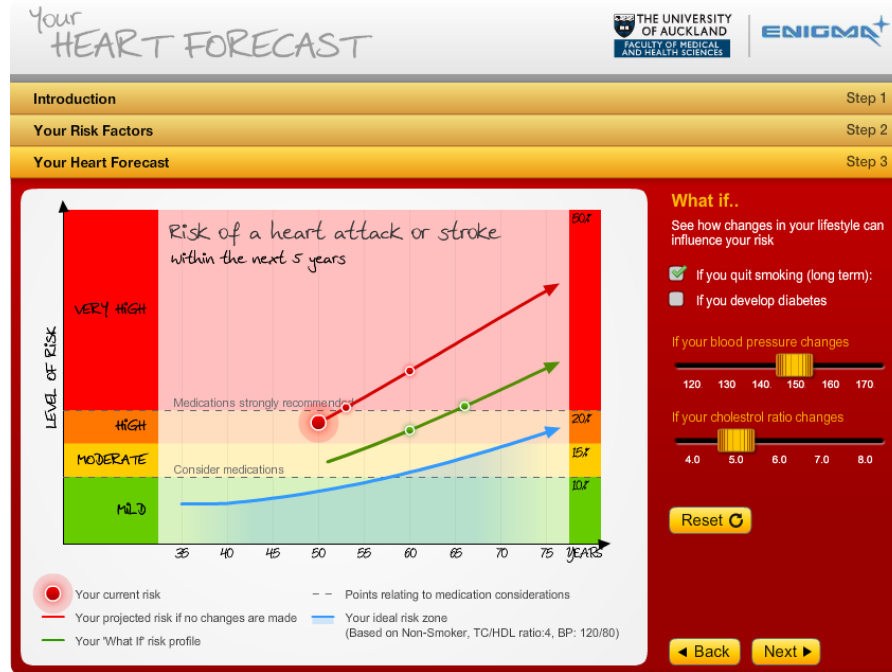 Your
HEART FORECAST
THE UNIVERSITY
OF AUCKLAND
FACULTY OF MEDICAL
AND HEALTH SCIENCES
ENIGMA
Introduction
Step 1
Your Risk Factors
Step 2
Your Heart Forecast
Step 3
Risk of a heart attack or stroke
within the next 5 years
LEVEL OF RISK
VERY HIGH
HIGH
MODERATE
MILD
Medications strongly recommended
Consider medications
50%
20%
15%
10%
35 40 45 50 55 60 65 70 75 YEARS
Your current risk
Your projected risk if no changes are made
Your 'What If' risk profile
Points relating to medication considerations
Your ideal risk zone
(Based on Non-Smoker, TC/HDL ratio:4, BP: 120/80)
What if..
See how changes in your lifestyle can
influence your risk
If you quit smoking (long term):
If you develop diabetes
If your blood pressure changes
120 130 140 150 160 170
If your cholestrol ratio changes
4.0 5.0 6.0 7.0 8.0
Reset
Back
Next